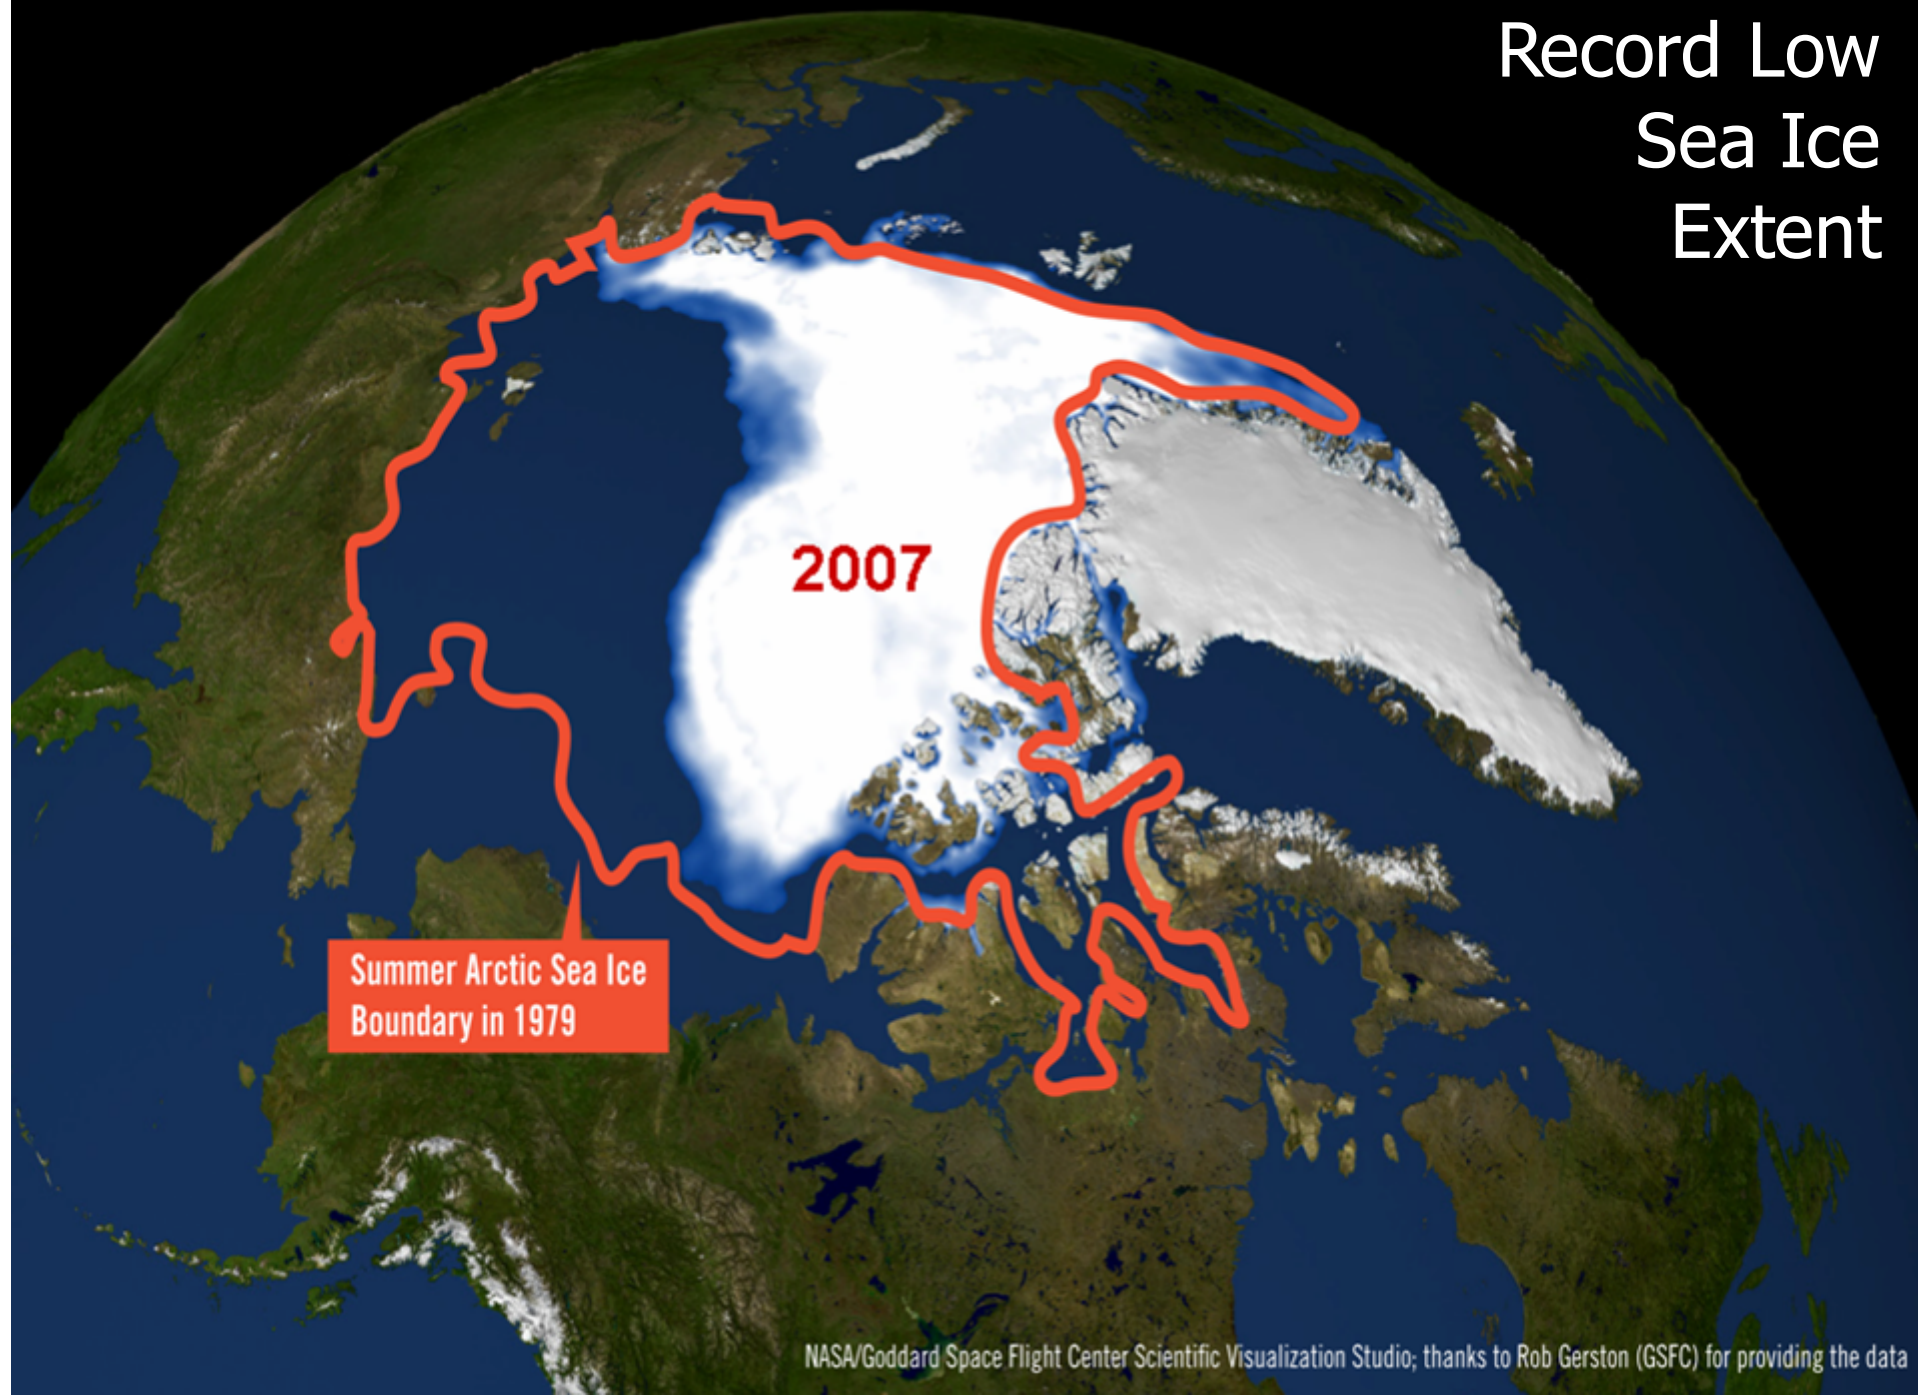 Record Low
Sea Ice
Extent
2007
Summer Arctic Sea Ice
Boundary in 1979
NASA/Goddard Space Flight Center Scientific Visualization Studio; thanks to Rob Gerston (GSFC) for providing the data